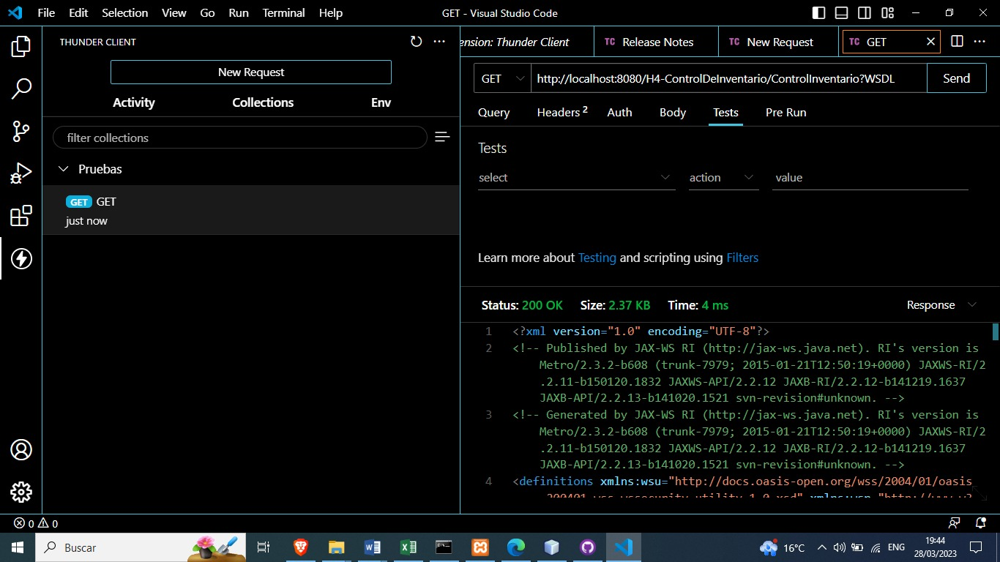 File Edit Selection View Go Run Terminal Help
GET - Visual Studio Code
THUNDER CLIENT
New Request
Activity Collections Env
filter collections
Pruebas
GET GET
just now
ension: Thunder Client
TC Release Notes
TC New Request
TC GET
GET http://localhost:8080/H4-ControlDeInventario/ControlInventario?WSDL Send
Query Headers 2 Auth Body Tests Pre Run
Tests
select action value
Learn more about Testing and scripting using Filters
Status: 200 OK Size: 2.37 KB Time: 4 ms Response
1 <?xml version="1.0" encoding="UTF-8"?>
2 <!-- Published by JAX-WS RI (http://jax-ws.java.net). RI's version is
Metro/2.3.2-b608 (trunk-7979; 2015-01-21T12:50:19+0000) JAXWS-RI/2
.2.11-b150120.1832 JAXWS-API/2.2.12 JAXB-RI/2.2.12-b141219.1637
JAXB-API/2.2.13-b141020.1521 svn-revision#unknown. -->
3 <!-- Generated by JAX-WS RI (http://jax-ws.java.net). RI's version is
Metro/2.3.2-b608 (trunk-7979; 2015-01-21T12:50:19+0000) JAXWS-RI/2
.2.11-b150120.1832 JAXWS-API/2.2.12 JAXB-RI/2.2.12-b141219.1637
JAXB-API/2.2.13-b141020.1521 svn-revision#unknown. -->
4 <definitions xmlns:wsu="http://docs.oasis-open.org/wss/2004/01/oasis
0 0
Buscar
16°C
ENG
19:44
28/03/2023